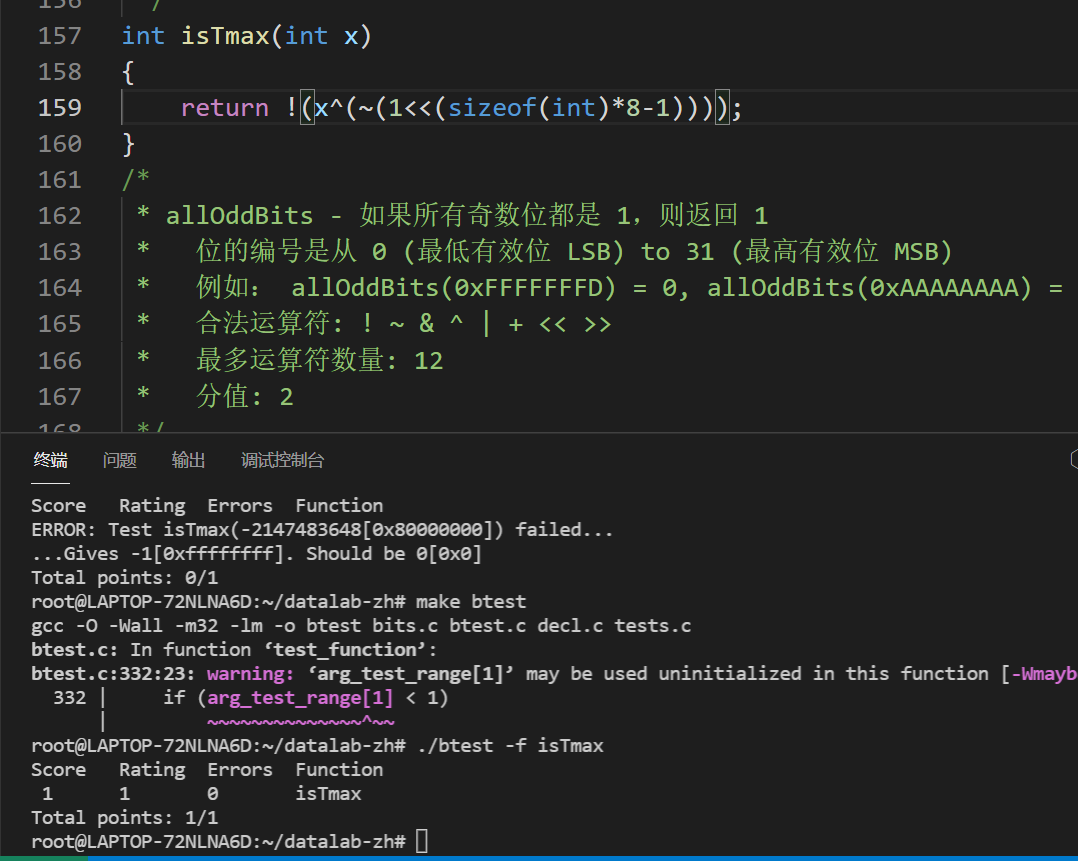 157 int isTmax(int x)
158 {
159 return !(x^(~(1<<(sizeof(int)*8-1))));
160 }
161 /*
162 * allOddBits - 如果所有奇数位都是 1，则返回 1
163 * 位的编号是从 0 (最低有效位 LSB) to 31 (最高有效位 MSB)
164 * 例如： allOddBits(0xFFFFFFFD) = 0, allOddBits(0xAAAAAAAA) =
165 * 合法运算符: ! ~ & ^ | + << >>
166 * 最多运算符数量: 12
167 * 分值: 2
168 */
终端 问题 输出 调试控制台
Score Rating Errors Function
ERROR: Test isTmax(-2147483648[0x80000000]) failed...
...Gives -1[0xffffffff]. Should be 0[0x0]
Total points: 0/1
root@LAPTOP-72NLNA6D:~/datalab-zh# make btest
gcc -O -Wall -m32 -lm -o btest bits.c btest.c decl.c tests.c
btest.c: In function ‘test_function’:
btest.c:332:23: warning: ‘arg_test_range[1]’ may be used uninitialized in this function [-Wmayb
332 | if (arg_test_range[1] < 1)
| ~~~~~~~~~~~~~~^~~
root@LAPTOP-72NLNA6D:~/datalab-zh# ./btest -f isTmax
Score Rating Errors Function
1 1 0 isTmax
Total points: 1/1
root@LAPTOP-72NLNA6D:~/datalab-zh#